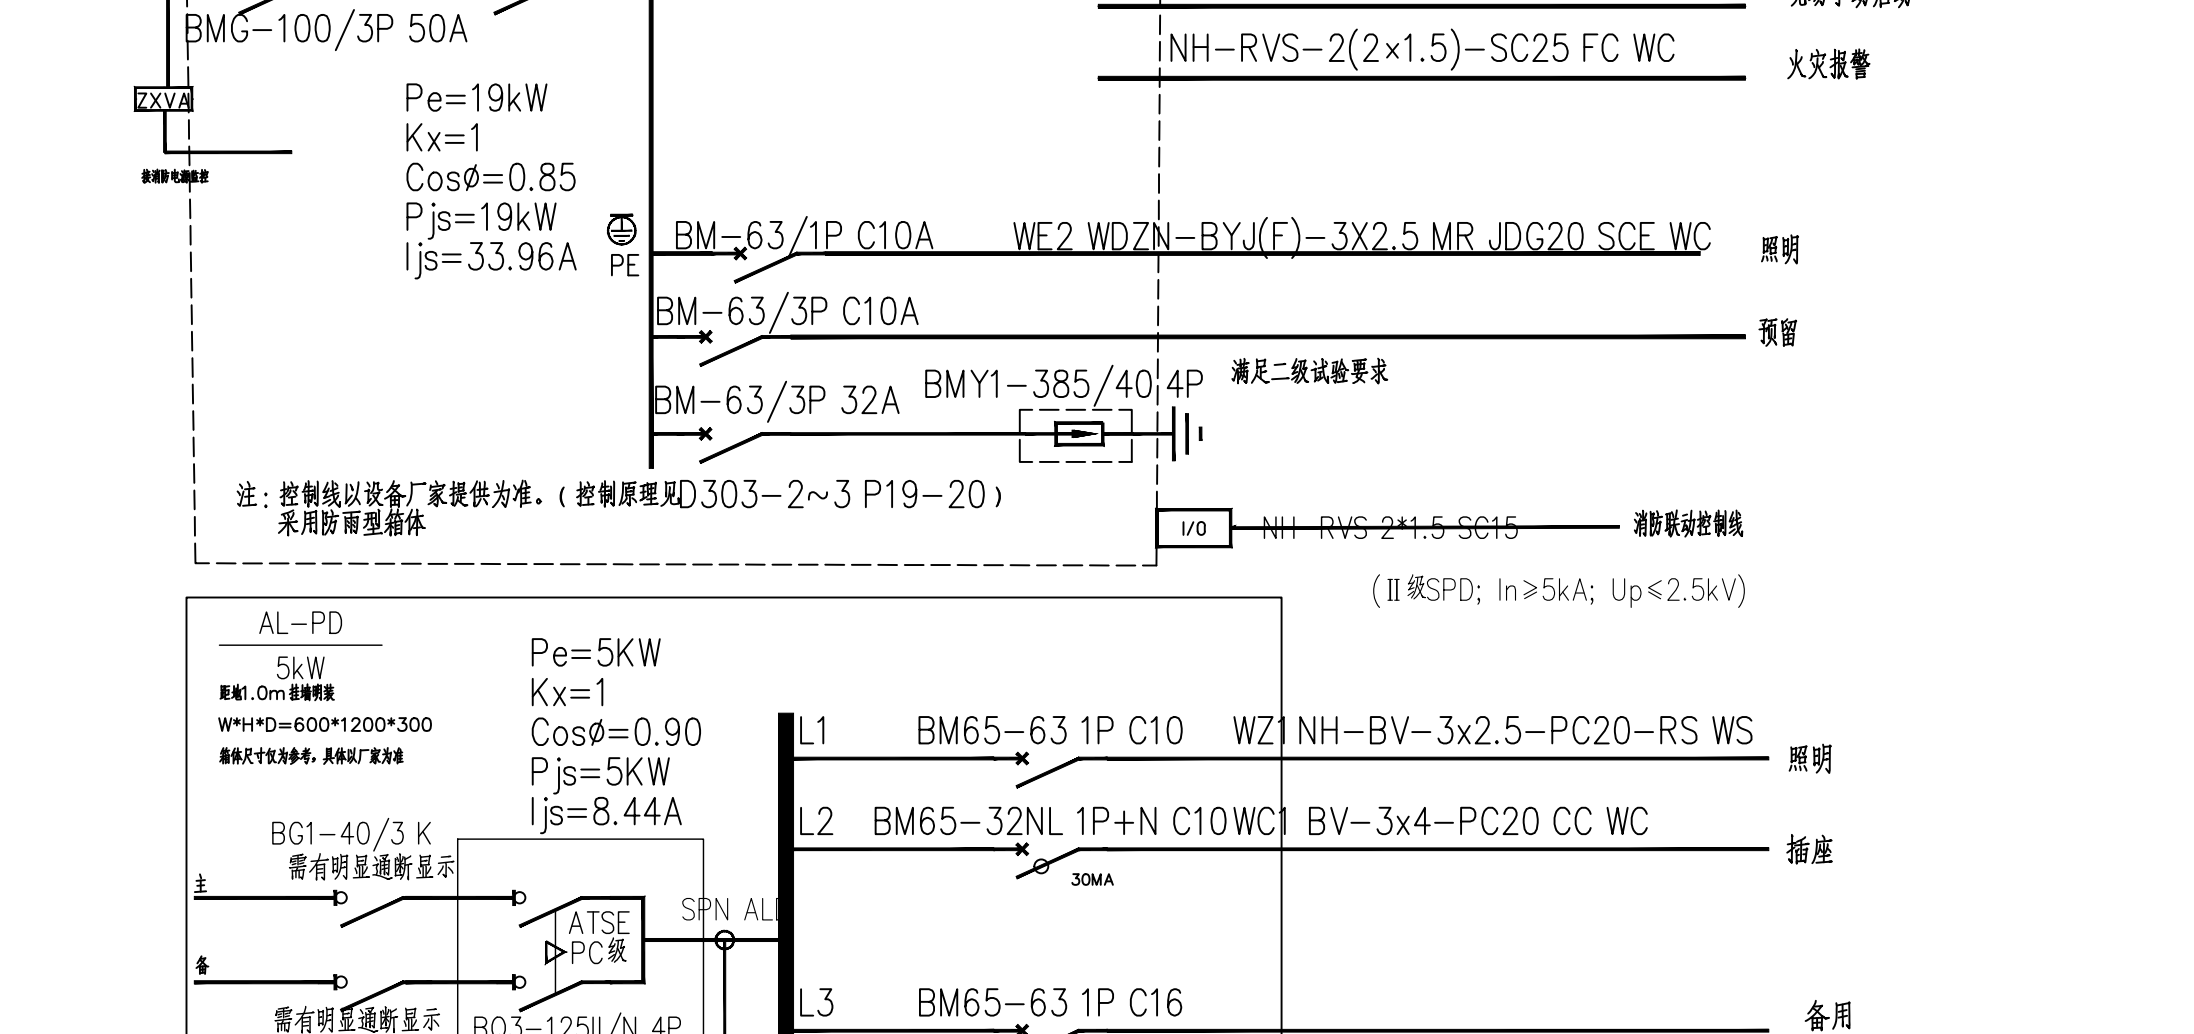 BMG-100/3P 50A
NH-RVS-2(2×1.5)-SC25 FC WC
火灾报警
ZXVA
接消防电源监控
Pe=19kW
Kx=1
Cosø=0.85
Pjs=19kW
Ijs=33.96A
PE
BM-63/1P C10A WE2 WDZN-BYJ(F)-3X2.5 MR JDG20 SCE WC 照明
BM-63/3P C10A 预留
BM-63/3P 32A BMY1-385/40 4P 满足二级试验要求
注:控制线以设备厂家提供为准。(控制原理见D303-2~3 P19-20)
采用防雨型箱体
I/O NH-RVS-2*1.5 SC15 消防联动控制线
(Ⅱ级SPD; In≥5kA; Up≤2.5kV)
AL-PD
5kW
距地1.0m挂墙明装
W*H*D=600*1200*300
箱体尺寸仅为参考,具体以厂家为准
Pe=5KW
Kx=1
Cosø=0.90
Pjs=5KW
Ijs=8.44A
L1 BM65-63 1P C10 WZ1 NH-BV-3x2.5-PC20-RS WS 照明
L2 BM65-32NL 1P+N C10 WC1 BV-3x4-PC20 CC WC 插座
30MA
BG1-40/3 K
需有明显通断显示
主
ATSE
PC级
SPN
备
需有明显通断显示
BQ3-125II/N 4P
L3 BM65-63 1P C16 备用